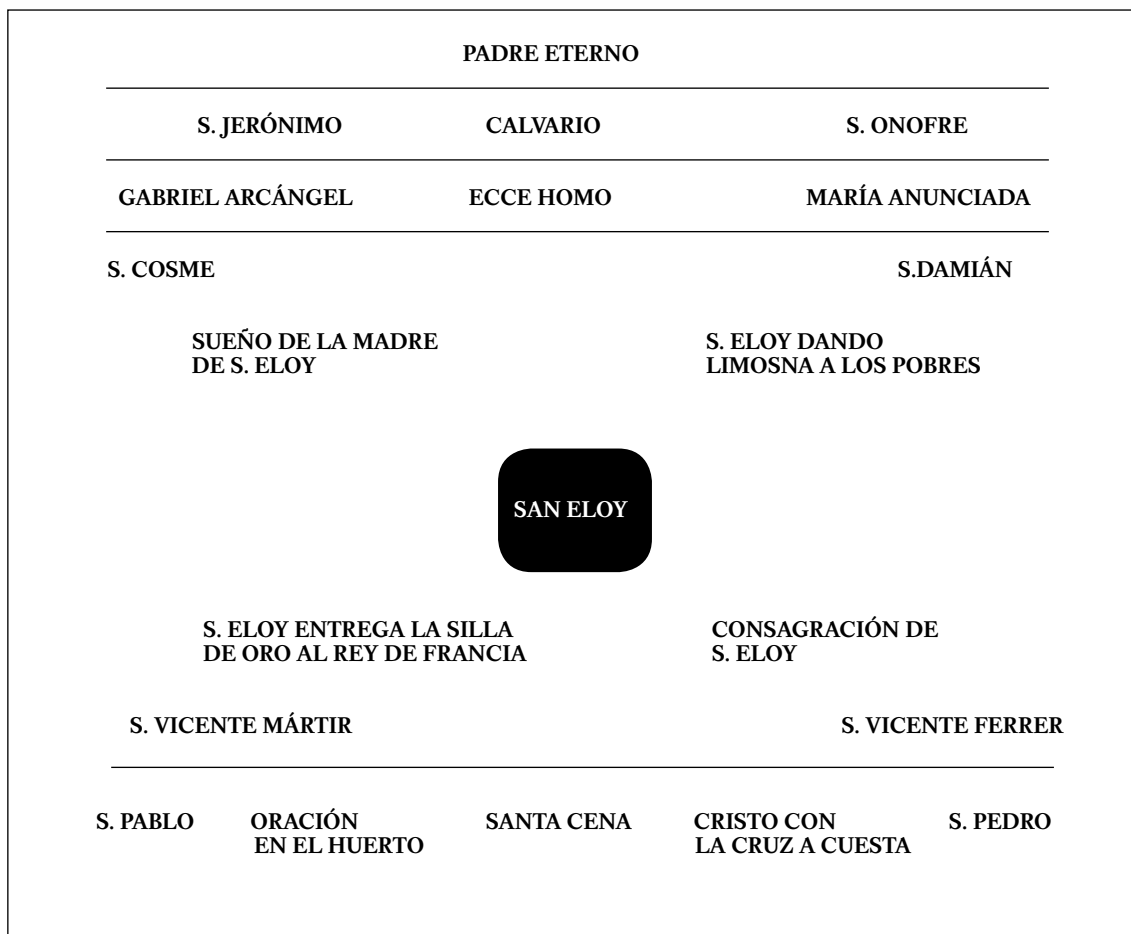 PADRE ETERNO
S. JERÓNIMO CALVARIO S. ONOFRE
GABRIEL ARCÁNGEL ECCE HOMO MARÍA ANUNCIADA
S. COSME S.DAMIÁN
SUEÑO DE LA MADRE
DE S. ELOY
S. ELOY DANDO
LIMOSNA A LOS POBRES
SAN ELOY
S. ELOY ENTREGA LA SILLA
DE ORO AL REY DE FRANCIA
CONSAGRACIÓN DE
S. ELOY
S. VICENTE MÁRTIR S. VICENTE FERRER
S. PABLO
ORACIÓN
EN EL HUERTO
SANTA CENA
CRISTO CON
LA CRUZ A CUESTA
S. PEDRO